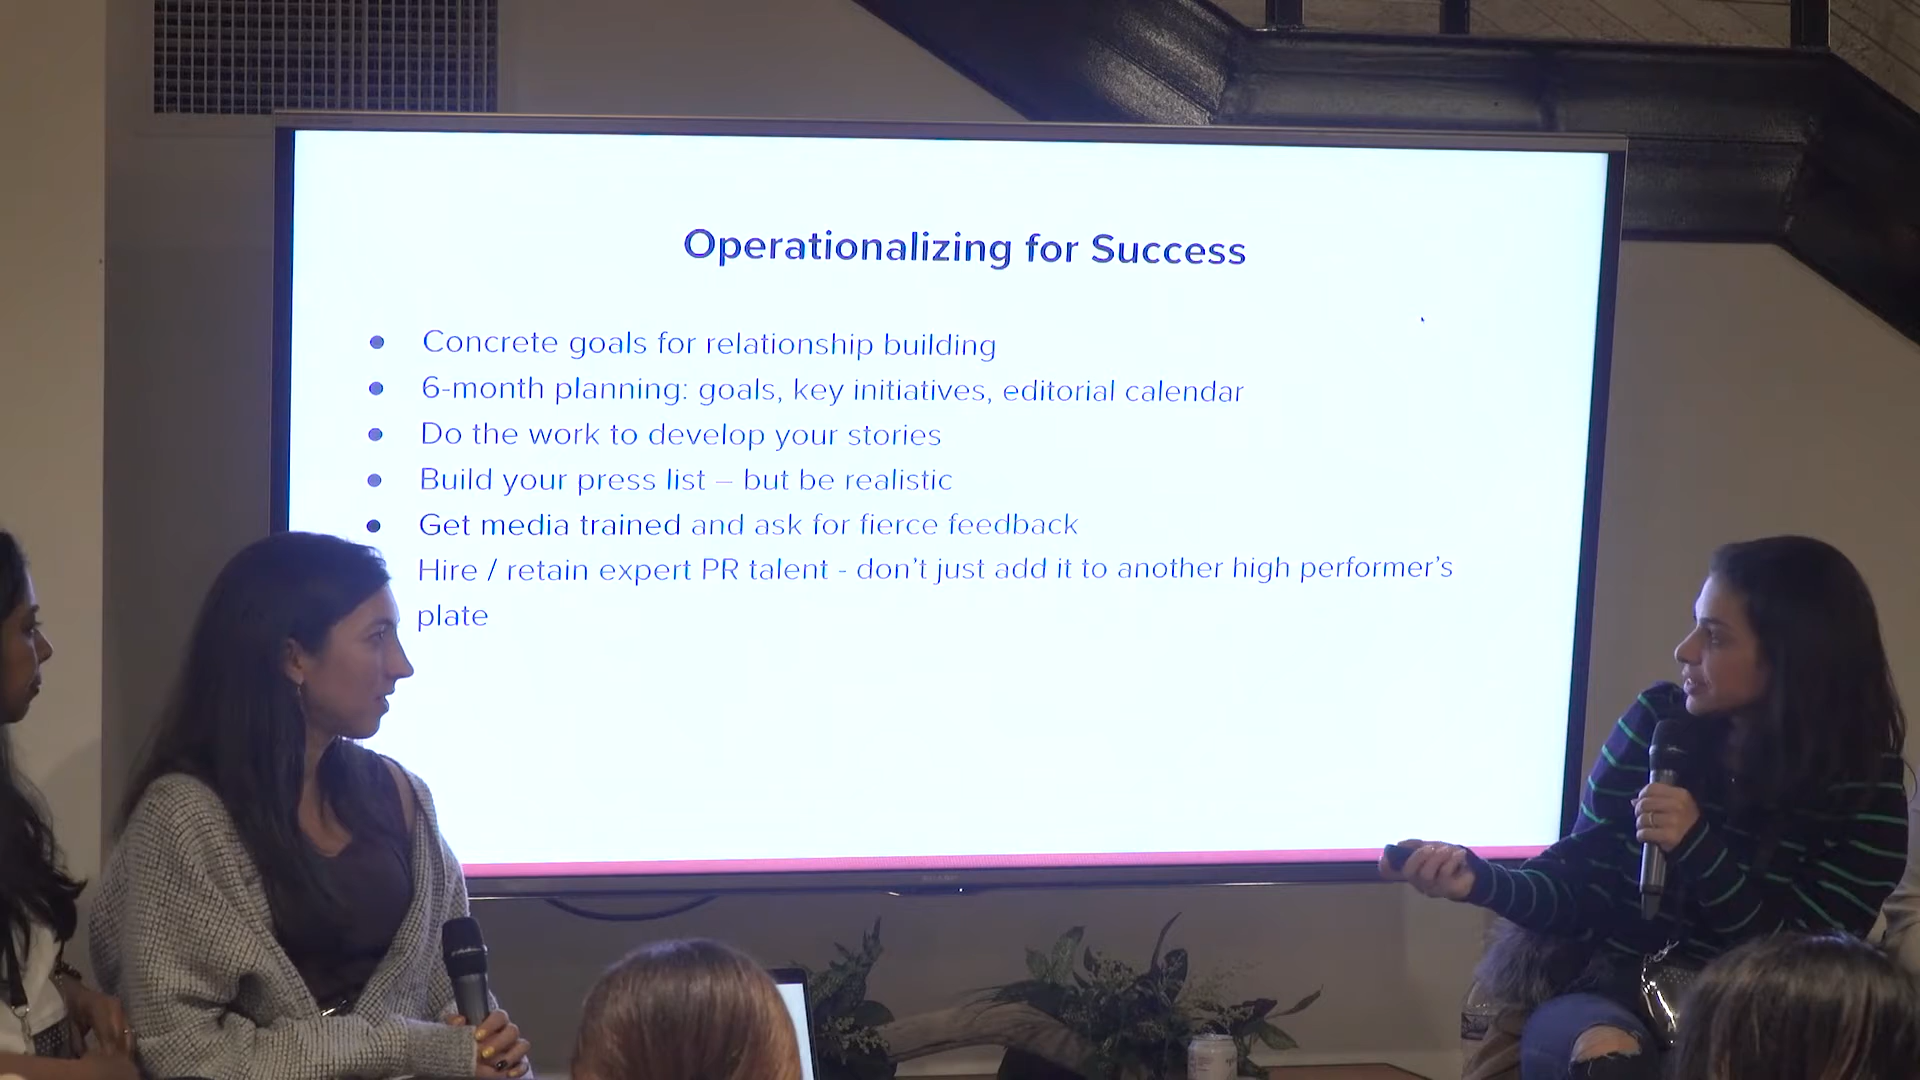 Operationalizing for Success
● Concrete goals for relationship building
● 6-month planning: goals, key initiatives, editorial calendar
● Do the work to develop your stories
● Build your press list – but be realistic
● Get media trained and ask for fierce feedback
Hire / retain expert PR talent - don't just add it to another high performer's
plate